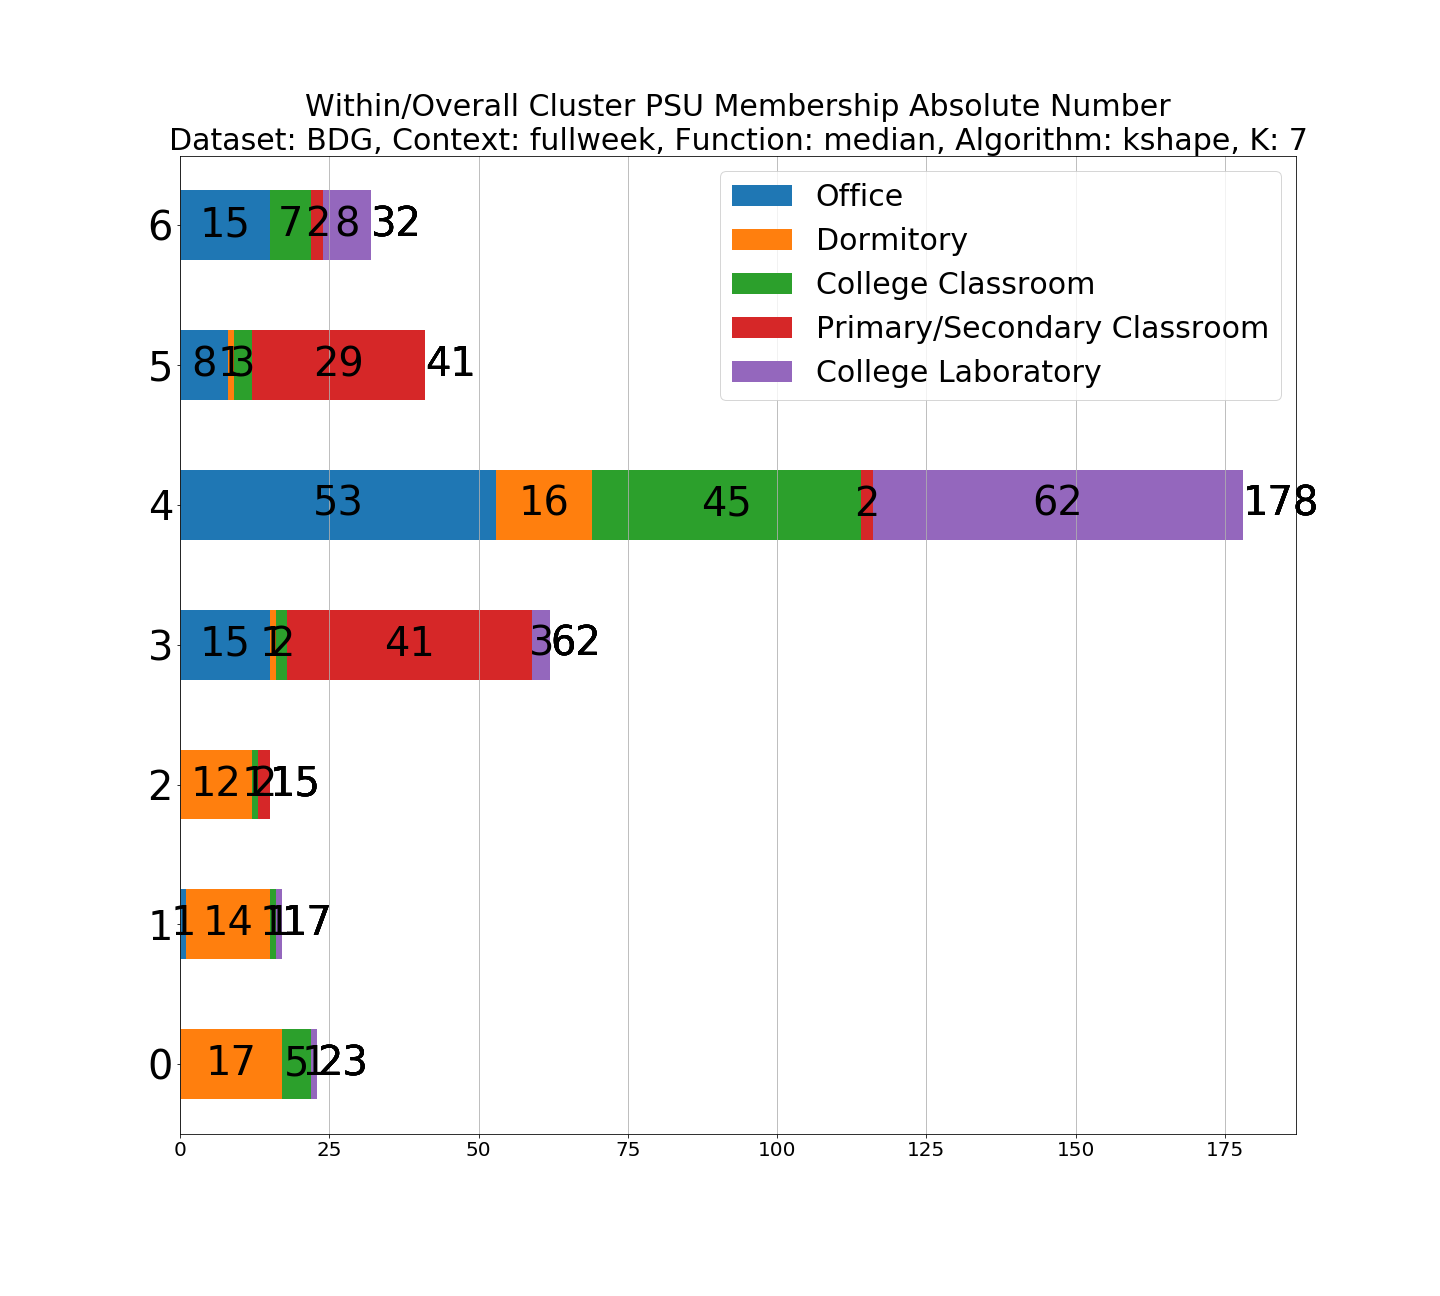 Within/Overall Cluster PSU Membership Absolute Number
Dataset: BDG, Context: fullweek, Function: median, Algorithm: kshape, K: 7
Office
Dormitory
College Classroom
Primary/Secondary Classroom
College Laboratory
6 15 7 2 8 32
5 8 1 3 29 41
4 53 16 45 2 62 178
3 15 1 2 41 3 62
2 12 1 2 15
1 1 14 1 1 17
0 17 5 1 23
0 25 50 75 100 125 150 175